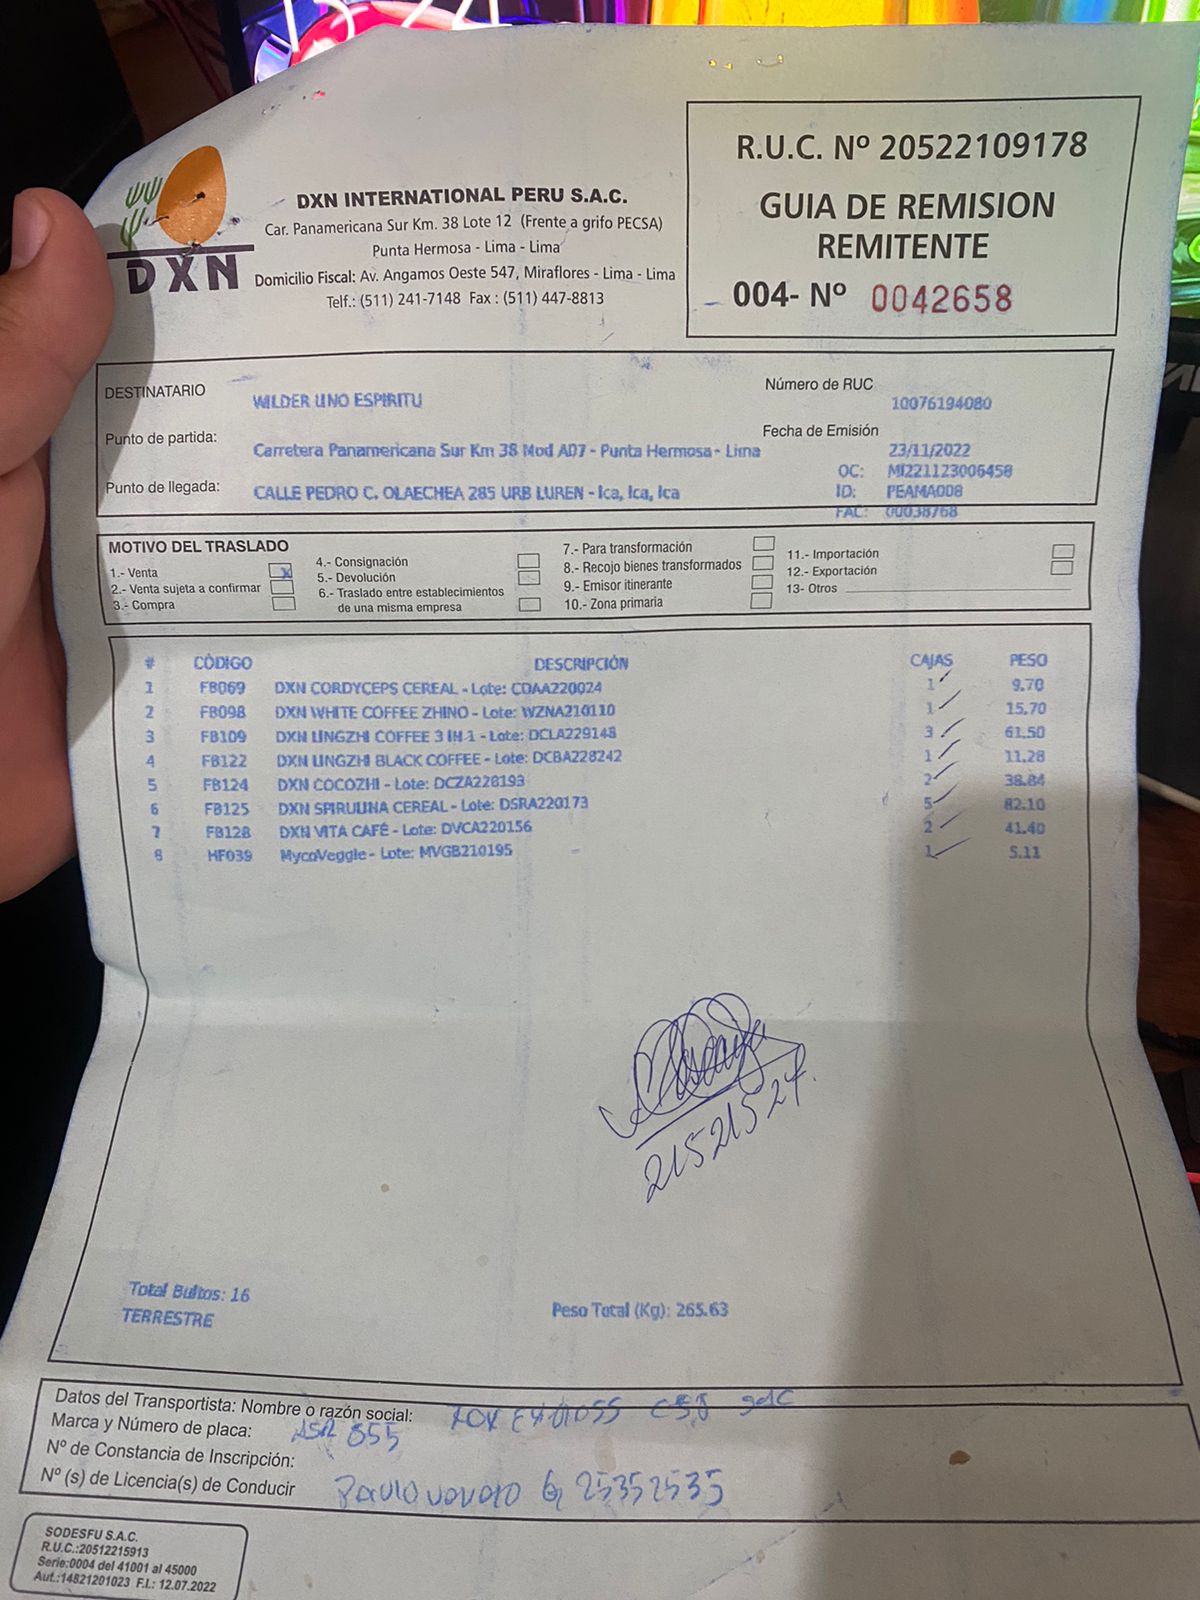 DXN
DXN INTERNATIONAL PERU S.A.C.
Car. Panamericana Sur Km. 38 Lote 12 (Frente a grifo PECSA)
Punta Hermosa - Lima - Lima
Domicilio Fiscal: Av. Angamos Oeste 547, Miraflores - Lima - Lima
Telf.: (511) 241-7148 Fax : (511) 447-8813
R.U.C. Nº 20522109178
GUIA DE REMISION
REMITENTE
004- Nº 0042658
DESTINATARIO WILDER LINO ESPIRITU Número de RUC 10076194080
Punto de partida: Carretera Panamericana Sur Km 38 Mod AD7 - Punta Hermosa - Lima Fecha de Emisión 23/11/2022
OC: MI221123006458
Punto de llegada: CALLE PEDRO C. OLAECHEA 285 URB LUREN - Ica, Ica, Ica ID: PEAMA008
FAC: 00038768
MOTIVO DEL TRASLADO
1.- Venta X
2.- Venta sujeta a confirmar
3.- Compra
4.- Consignación
5.- Devolución
6.- Traslado entre establecimientos
de una misma empresa
7.- Para transformación
8.- Recojo bienes transformados
9.- Emisor itinerante
10.- Zona primaria
11.- Importación
12.- Exportación
13- Otros
# CÓDIGO DESCRIPCIÓN CAJAS PESO
1 FB069 DXN CORDYCEPS CEREAL - Lote: CDAA220024 1 9.70
2 FB098 DXN WHITE COFFEE ZHINO - Lote: WZNA210110 1 15.70
3 FB109 DXN LINGZHI COFFEE 3 IN 1 - Lote: DCLA229148 3 61.50
4 FB122 DXN LINGZHI BLACK COFFEE - Lote: DCBA228242 1 11.28
5 FB124 DXN COCOZHI - Lote: DCZA228193 2 38.84
6 FB125 DXN SPIRULINA CEREAL - Lote: DSRA220173 5 82.10
7 FB128 DXN VITA CAFÉ - Lote: DVCA220156 2 41.40
8 HF039 MycoVeggie - Lote: MVGB210195 1 5.11
21521524.
Total Bultos: 16
TERRESTRE
Peso Total (Kg): 265.63
Datos del Transportista: Nombre o razón social:
Marca y Número de placa: 855
Nº de Constancia de Inscripción:
Nº (s) de Licencia(s) de Conducir Q 25352535
SODESFU S.A.C.
R.U.C.:20512215913
Serie:0004 del 41001 al 45000
Aut.:14821201023 F.I.: 12.07.2022